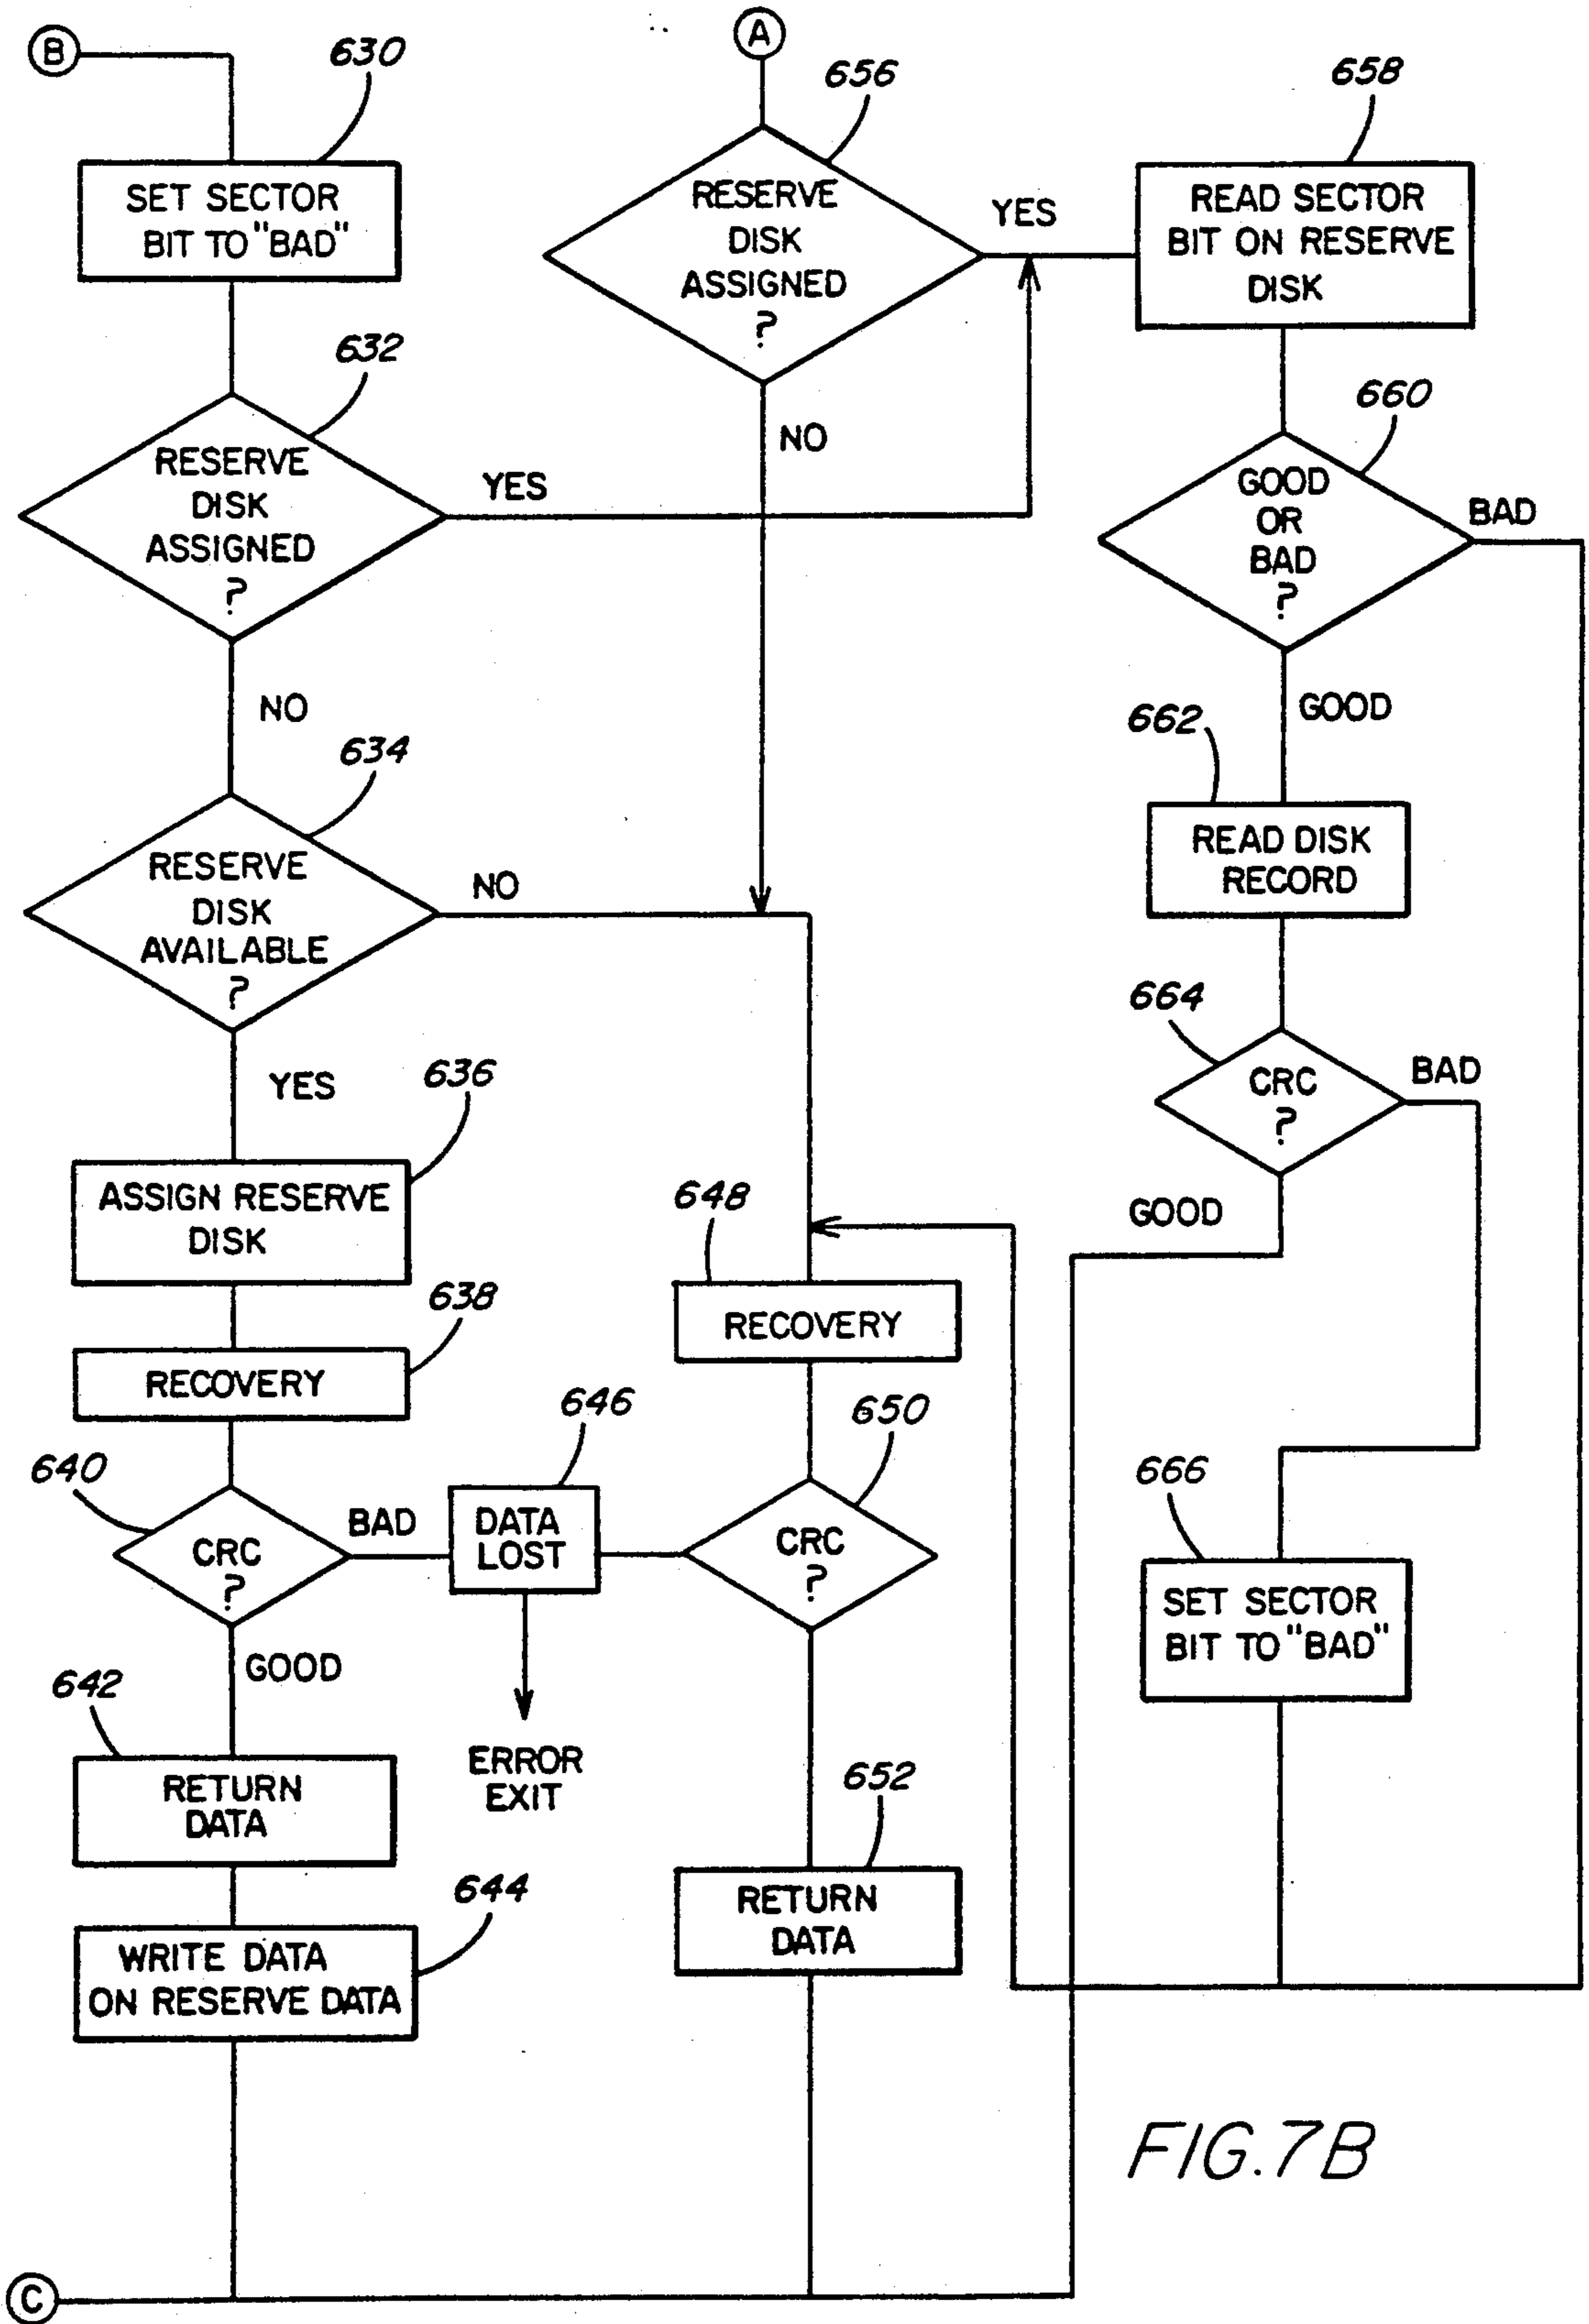 B
630
SET SECTOR
BIT TO "BAD"
632
RESERVE
DISK
ASSIGNED
?
YES
NO
634
RESERVE
DISK
AVAILABLE
?
NO
YES
636
ASSIGN RESERVE
DISK
638
RECOVERY
640
CRC
?
BAD
GOOD
642
RETURN
DATA
644
WRITE DATA
ON RESERVE DATA
646
DATA
LOST
ERROR
EXIT
A
656
RESERVE
DISK
ASSIGNED
?
YES
NO
648
RECOVERY
650
CRC
?
652
RETURN
DATA
658
READ SECTOR
BIT ON RESERVE
DISK
660
GOOD
OR
BAD
?
BAD
GOOD
662
READ DISK
RECORD
664
CRC
?
BAD
GOOD
666
SET SECTOR
BIT TO "BAD"
C
FIG.7B